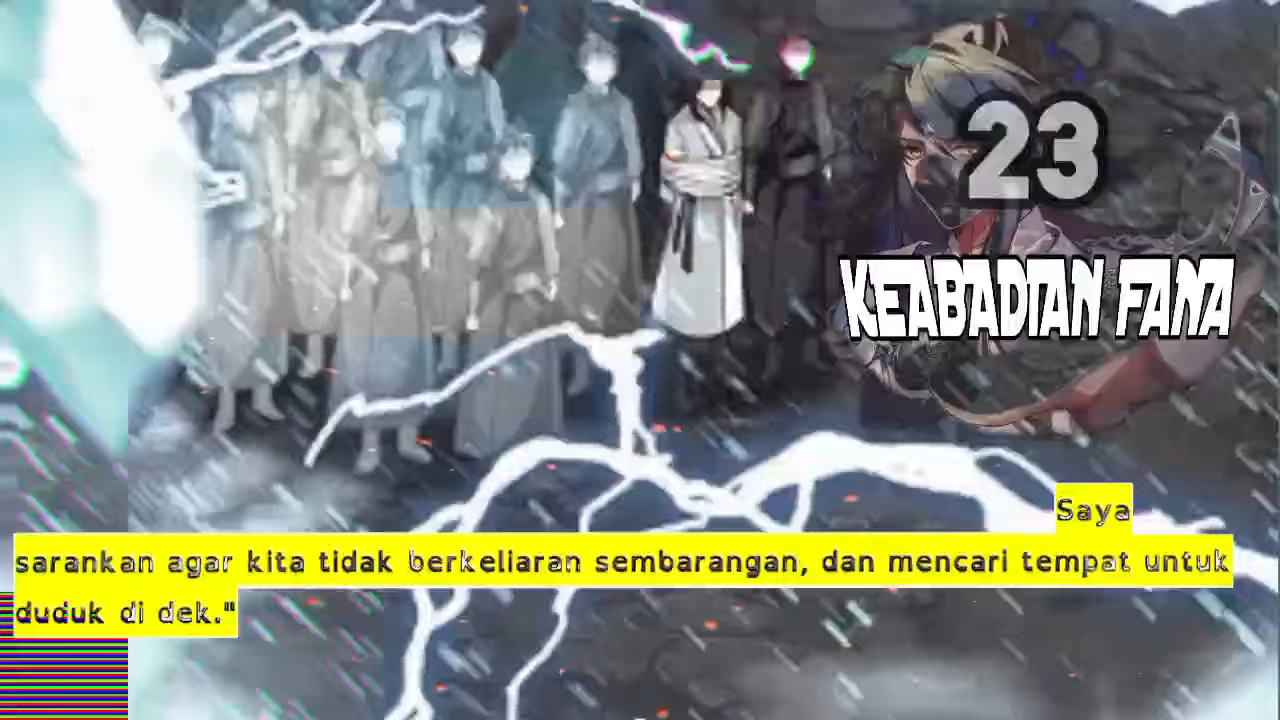 23
KEABADIAN FANA
Saya
sarankan agar kita tidak berkeliaran sembarangan, dan mencari tempat untuk
duduk di dek."